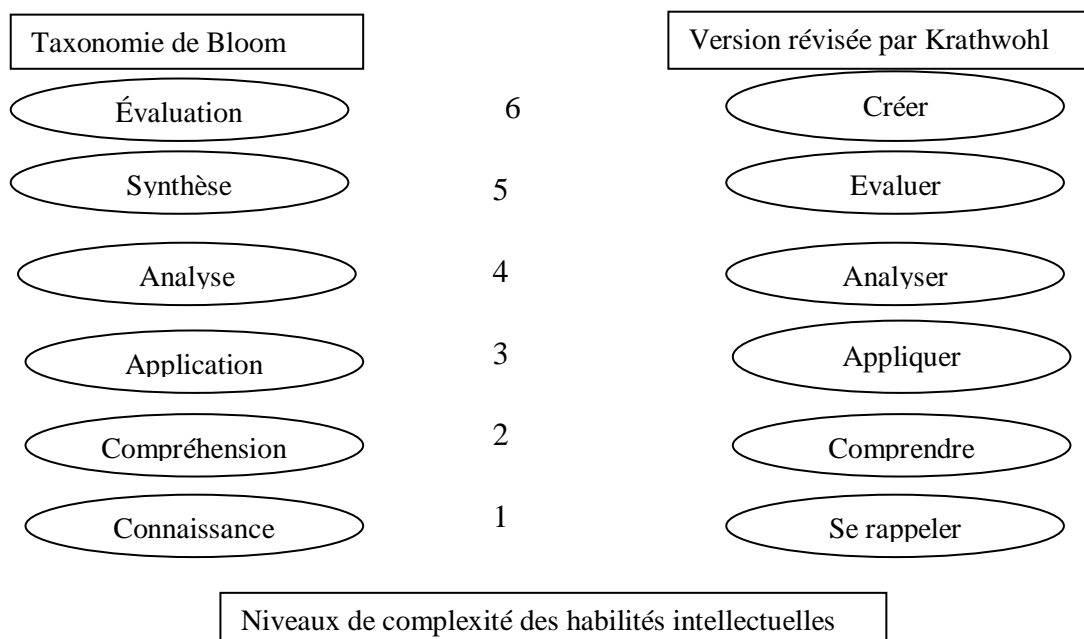 Taxonomie de Bloom
Version révisée par Krathwohl
Évaluation 6 Créer
Synthèse 5 Evaluer
Analyse 4 Analyser
Application 3 Appliquer
Compréhension 2 Comprendre
Connaissance 1 Se rappeler
Niveaux de complexité des habilités intellectuelles